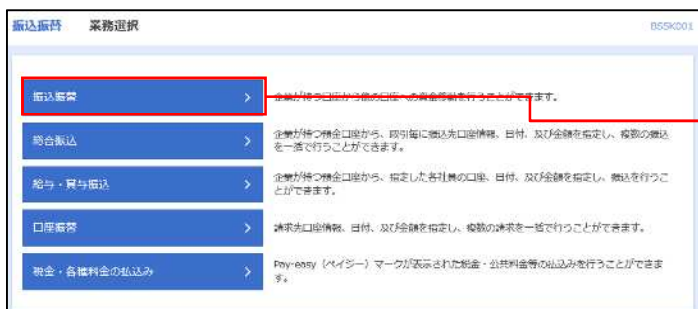 振込振替 業務選択 BSSK001
振込振替
企業が持つ口座から他の口座への資金移動を行うことができます。
総合振込
企業が持つ預金口座から、取引毎に振込先口座情報、日付、及び金額を指定し、複数の振込
を一括で行うことができます。
給与・賞与振込
企業が持つ預金口座から、指定した各社員の口座、日付、及び金額を指定し、振込を行うこ
とができます。
口座振替
請求先口座情報、日付、及び金額を指定し、複数の請求を一括で行うことができます。
税金・各種料金の払込み
Pay-easy（ペイジー）マークが表示された税金・公共料金等の払込みを行うことができま
す。